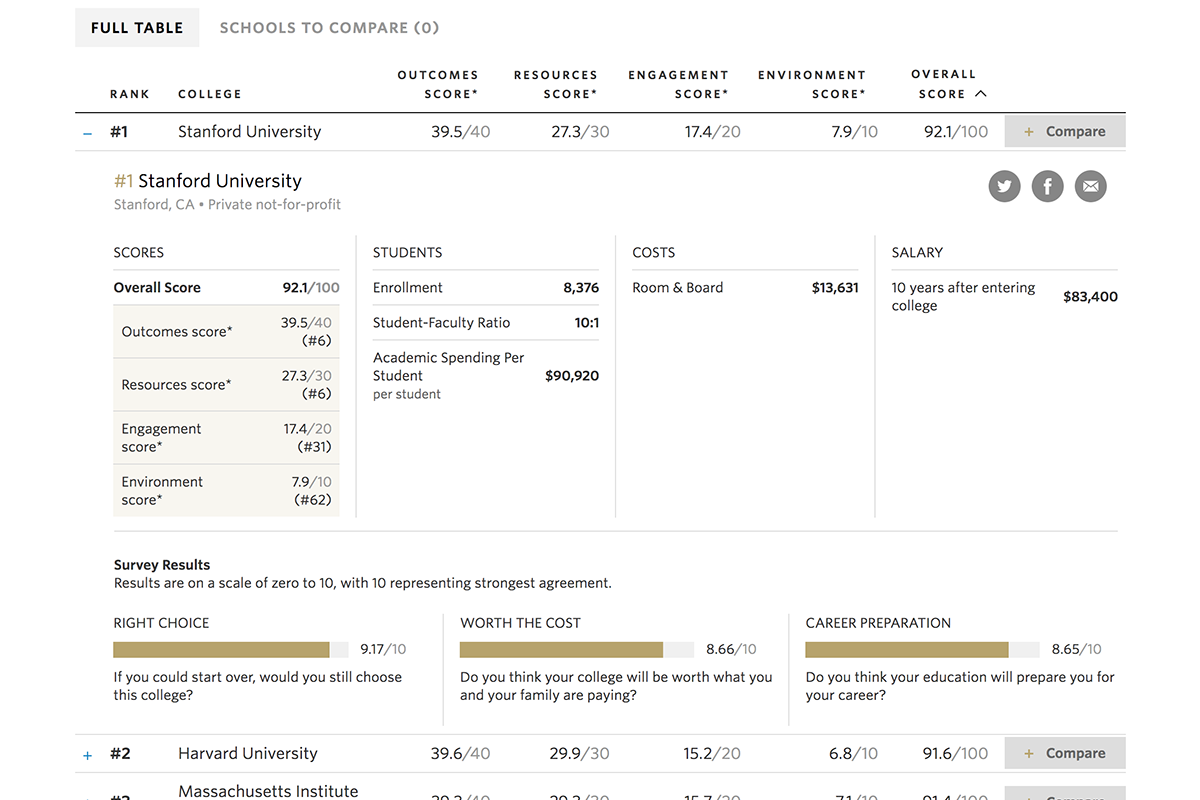 FULL TABLE
SCHOOLS TO COMPARE (0)
RANK COLLEGE OUTCOMES SCORE* RESOURCES SCORE* ENGAGEMENT SCORE* ENVIRONMENT SCORE* OVERALL SCORE
– #1 Stanford University 39.5/40 27.3/30 17.4/20 7.9/10 92.1/100 + Compare
#1 Stanford University
Stanford, CA • Private not-for-profit
SCORES
Overall Score 92.1/100
Outcomes score* 39.5/40
(#6)
Resources score* 27.3/30
(#6)
Engagement 17.4/20
score* (#31)
Environment 7.9/10
score* (#62)
STUDENTS
Enrollment 8,376
Student-Faculty Ratio 10:1
Academic Spending Per
Student $90,920
per student
COSTS
Room & Board $13,631
SALARY
10 years after entering
college $83,400
Survey Results
Results are on a scale of zero to 10, with 10 representing strongest agreement.
RIGHT CHOICE
9.17/10
If you could start over, would you still choose
this college?
WORTH THE COST
8.66/10
Do you think your college will be worth what you
and your family are paying?
CAREER PREPARATION
8.65/10
Do you think your education will prepare you for
your career?
+ #2 Harvard University 39.6/40 29.9/30 15.2/20 6.8/10 91.6/100 + Compare
Massachusetts Institute